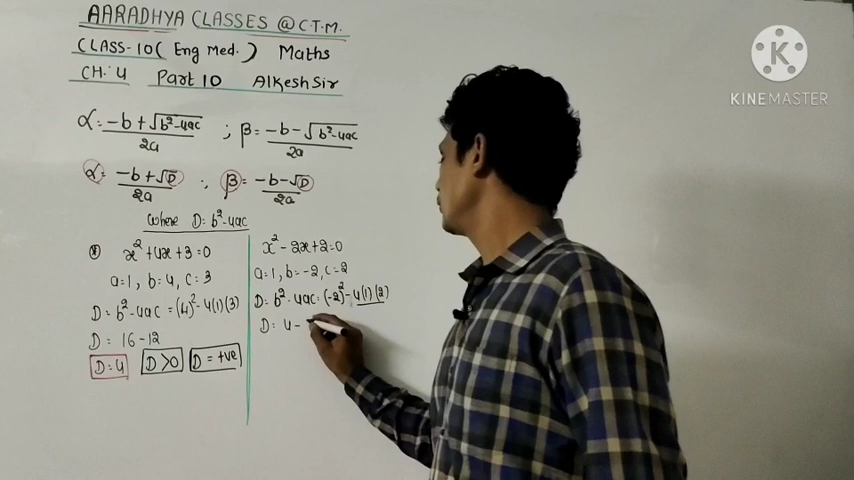 AARADHYA CLASSES @ C.T.M.
CLASS-10 ( Eng Med. ) Maths
CH: 4 Part 10 Alkesh Sir
α = -b + √b²-4ac / 2a ; β = -b - √b²-4ac / 2a
α = -b + √D / 2a ; β = -b - √D / 2a
Where D = b²-4ac
x² + 4x + 3 = 0
a=1, b=4, c=3
D = b² - 4ac = (4)² - 4(1)(3)
D = 16 - 12
D = 4 D > 0 D = +ve
x² - 2x + 2 = 0
a=1, b=-2, c=2
D = b² - 4ac = (-2)² - 4(1)(2)
D = 4 -
K
KINEMASTER